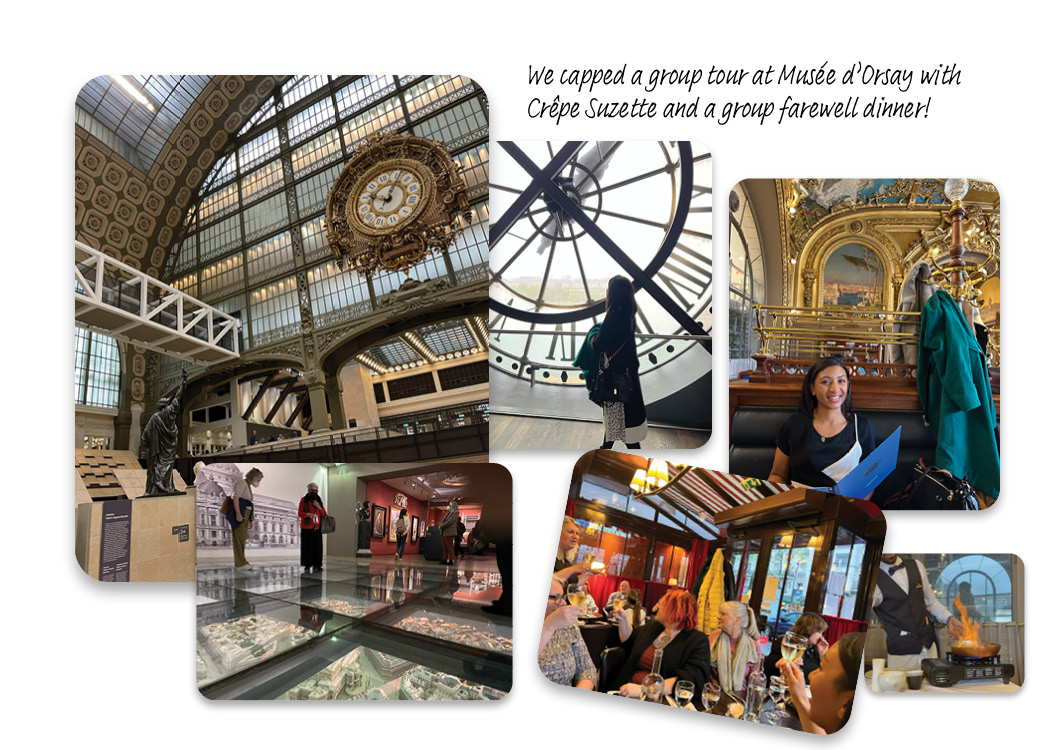 We capped a group tour at Musée d'Orsay with
Crêpe Suzette and a group farewell dinner!